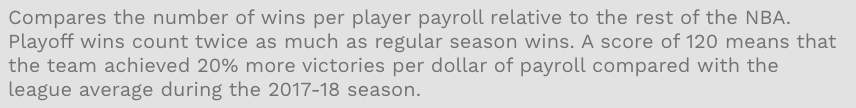 Compares the number of wins per player payroll relative to the rest of the NBA.
Playoff wins count twice as much as regular season wins. A score of 120 means that
the team achieved 20% more victories per dollar of payroll compared with the
league average during the 2017-18 season.